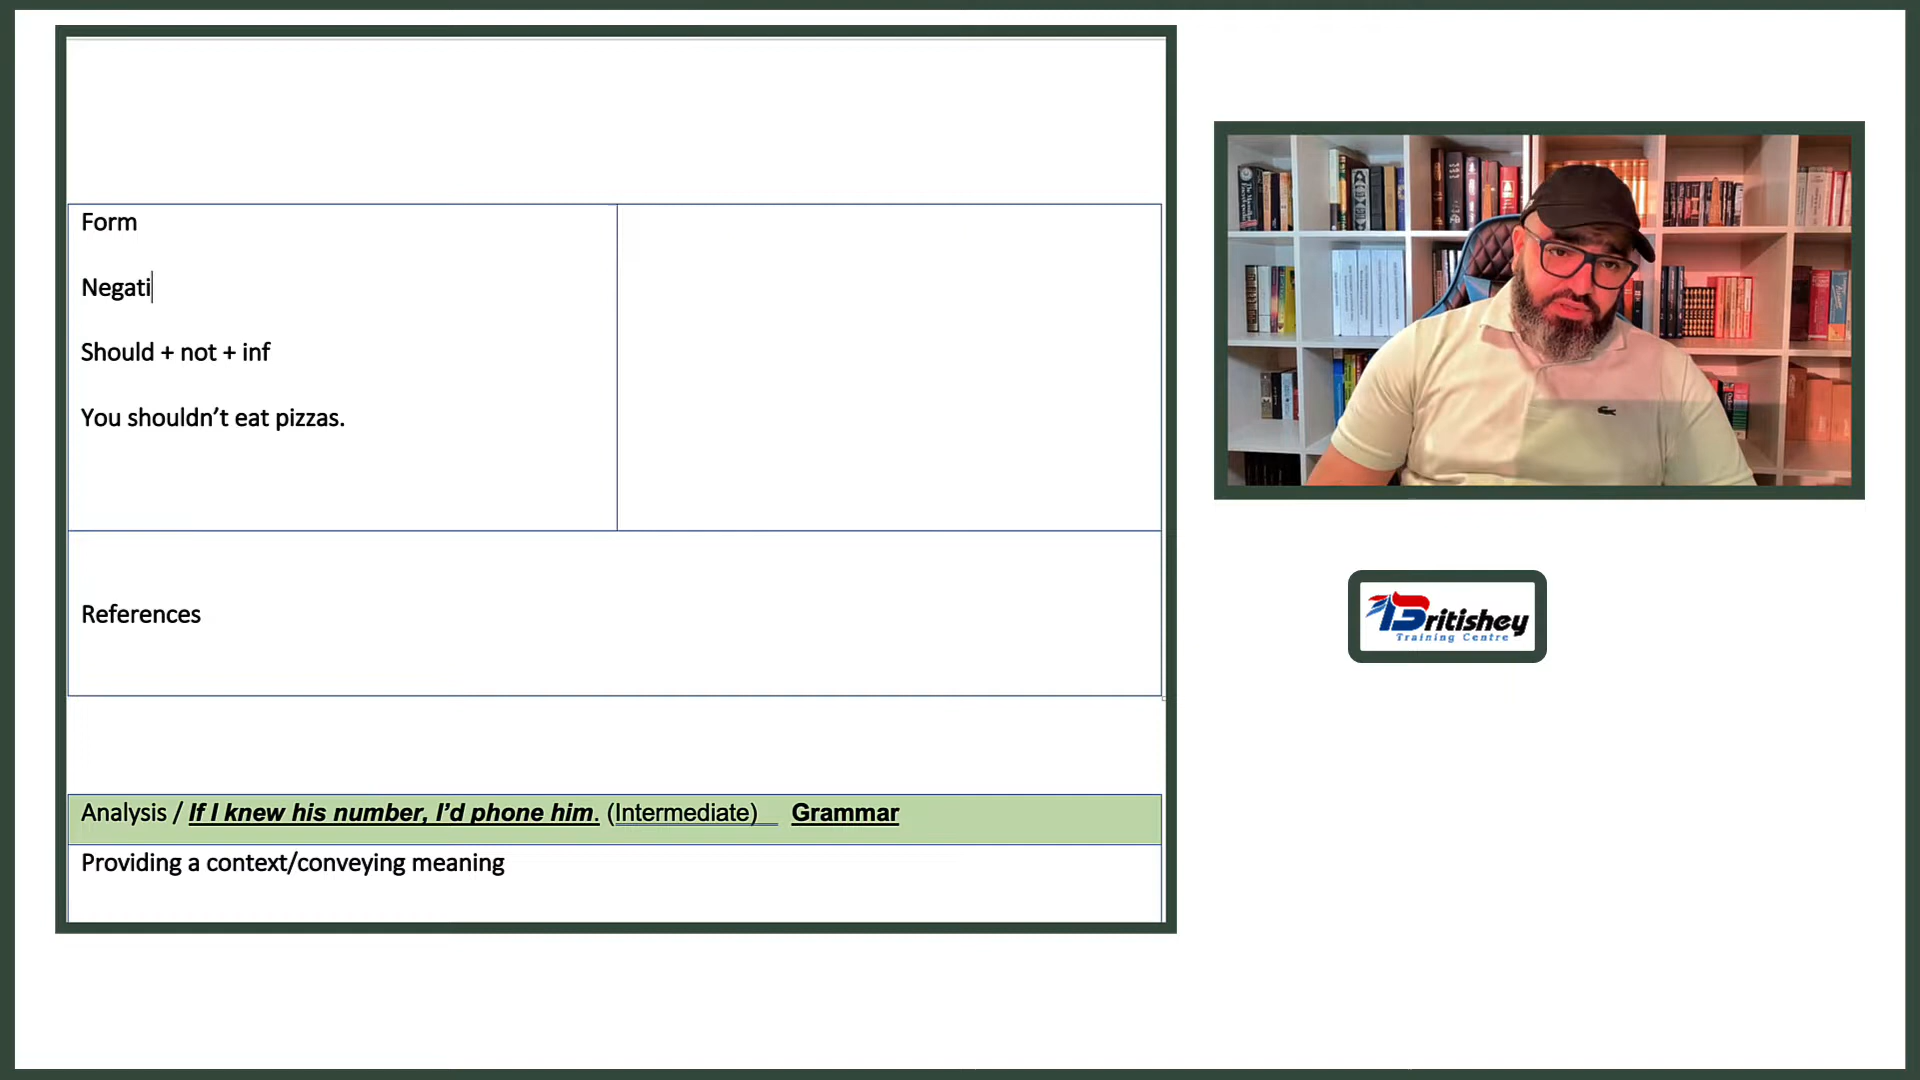 Form
Negati
Should + not + inf
You shouldn’t eat pizzas.
References
Analysis / If I knew his number, I’d phone him. (Intermediate)__ Grammar
Providing a context/conveying meaning
Britishey
Training Centre